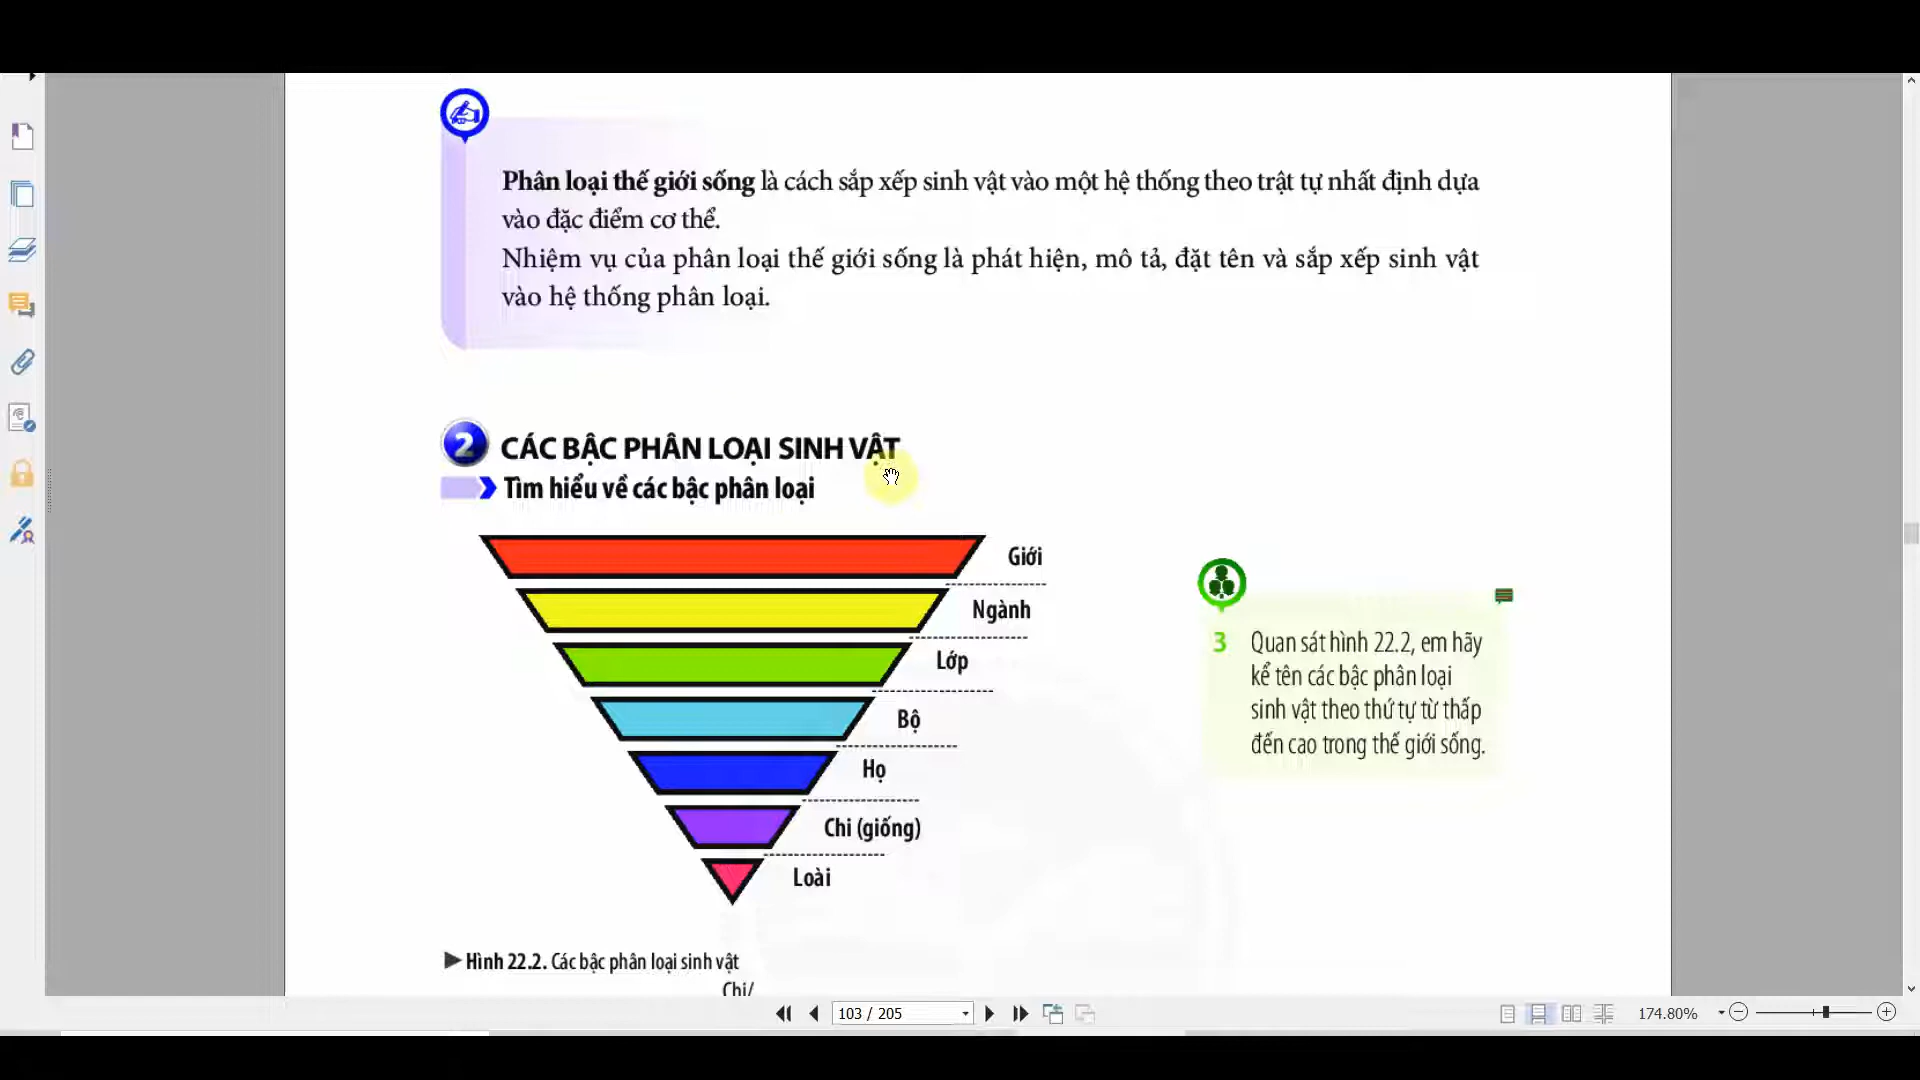 Phân loại thế giới sống là cách sắp xếp sinh vật vào một hệ thống theo trật tự nhất định dựa
vào đặc điểm cơ thể.
Nhiệm vụ của phân loại thế giới sống là phát hiện, mô tả, đặt tên và sắp xếp sinh vật
vào hệ thống phân loại.
2 CÁC BẬC PHÂN LOẠI SINH VẬT
Tìm hiểu về các bậc phân loại
Giới
Ngành
Lớp
Bộ
Họ
Chi (giống)
Loài
3 Quan sát hình 22.2, em hãy
kể tên các bậc phân loại
sinh vật theo thứ tự từ thấp
đến cao trong thế giới sống.
Hình 22.2. Các bậc phân loại sinh vật
Chi/
103 / 205
174.80%